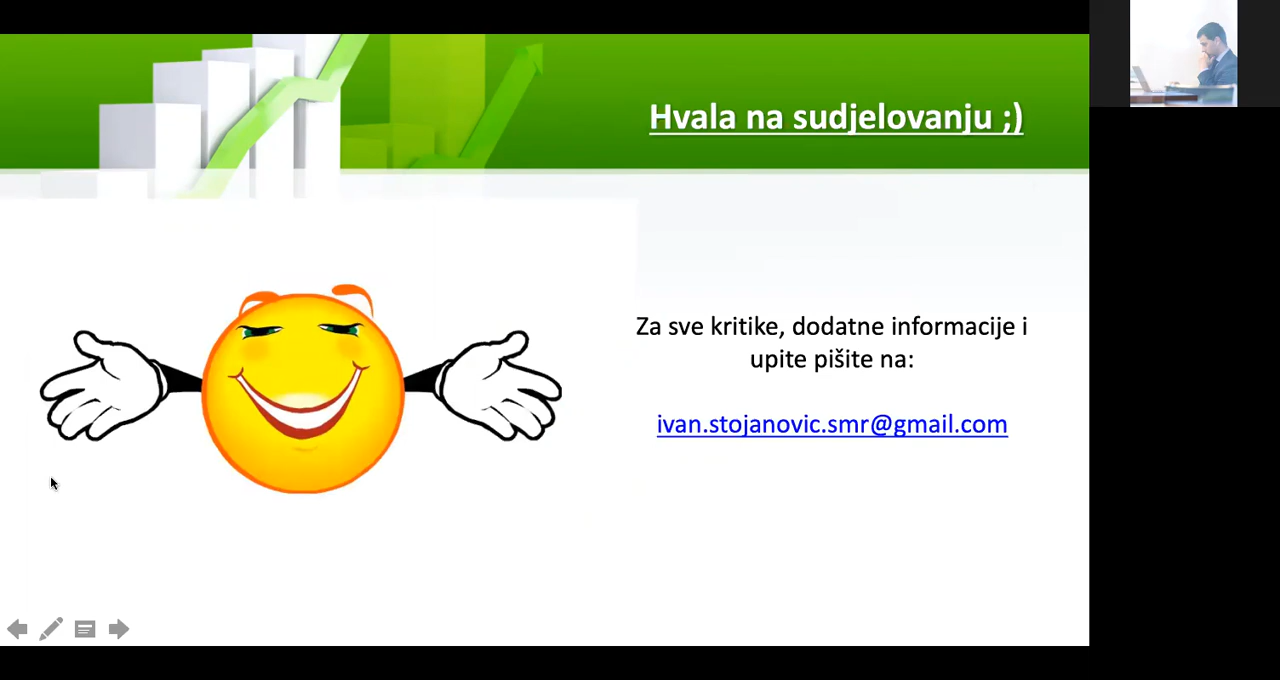 Hvala na sudjelovanju ;)
Za sve kritike, dodatne informacije i
upite pišite na:
ivan.stojanovic.smr@gmail.com